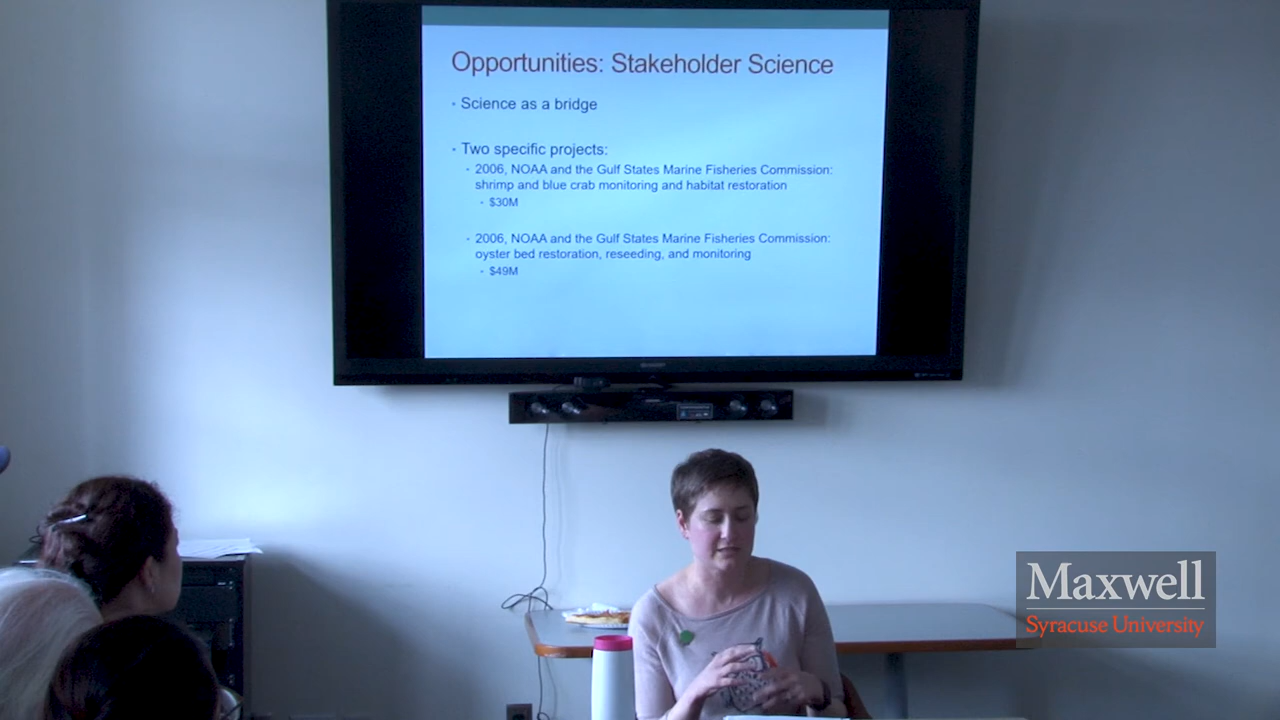 Opportunities: Stakeholder Science
Science as a bridge
Two specific projects:
2006, NOAA and the Gulf States Marine Fisheries Commission:
shrimp and blue crab monitoring and habitat restoration
$30M
2006, NOAA and the Gulf States Marine Fisheries Commission:
oyster bed restoration, reseeding, and monitoring
$49M
Maxwell
Syracuse University